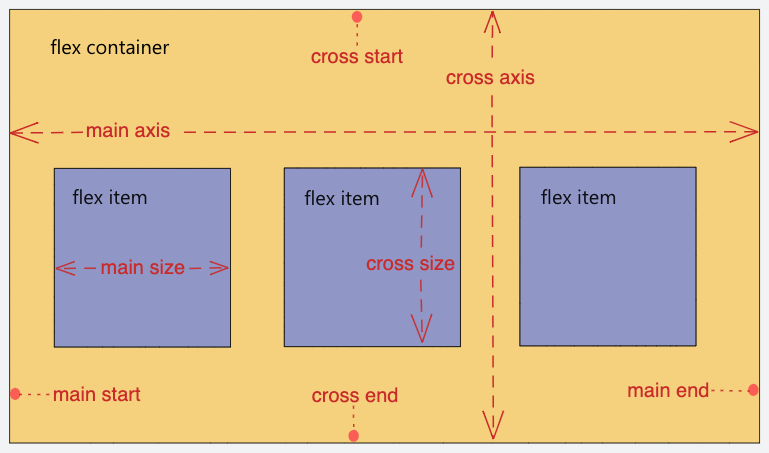 flex container
cross start
cross axis
main axis
flex item
flex item
flex item
main size
cross size
main start
cross end
main end